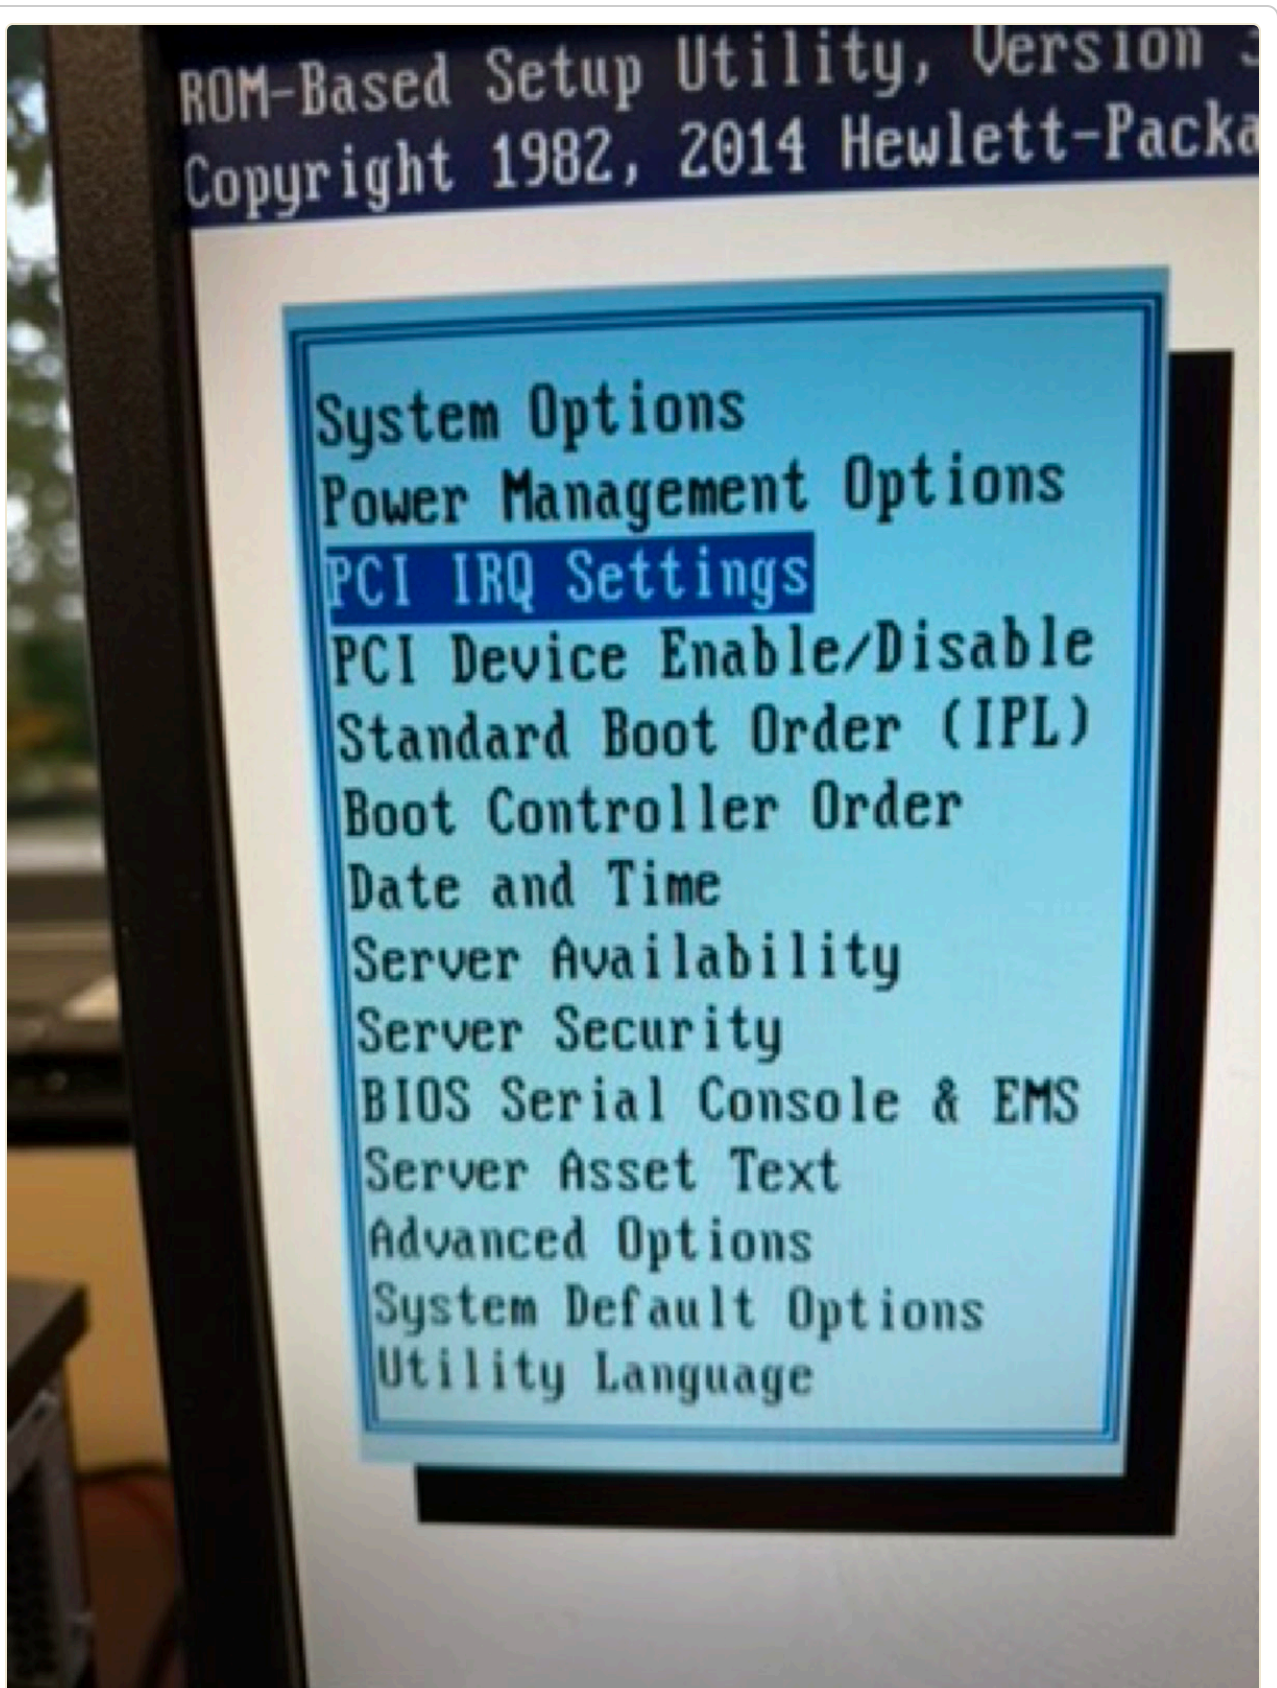 ROM-Based Setup Utility, Version
Copyright 1982, 2014 Hewlett-Packa
System Options
Power Management Options
PCI IRQ Settings
PCI Device Enable/Disable
Standard Boot Order (IPL)
Boot Controller Order
Date and Time
Server Availability
Server Security
BIOS Serial Console & EMS
Server Asset Text
Advanced Options
System Default Options
Utility Language